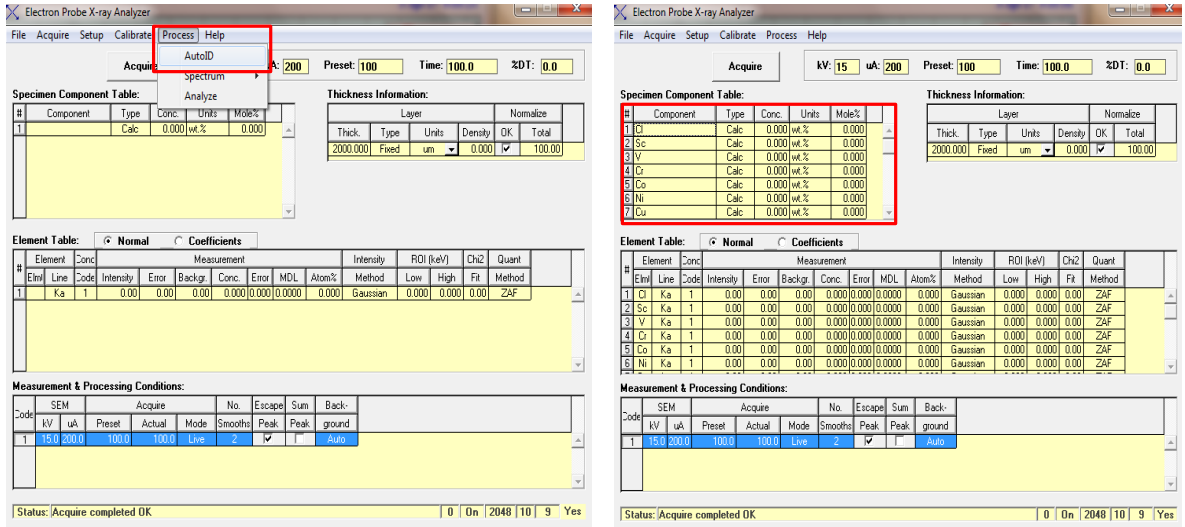 Electron Probe X-ray Analyzer
File Acquire Setup Calibrate Process Help
AutoID
Spectrum
Analyze
Acquire A: 200 Preset: 100 Time: 100.0 %DT: 0.0
Specimen Component Table: Thickness Information:
# Component Type Conc. Units Mole%
1 Calc 0.000 wt.% 0.000
Layer Normalize
Thick. Type Units Density OK Total
2000.000 Fixed um 0.000 100.00
Element Table: Normal Coefficients
# Element Conc Measurement Intensity ROI (keV) Chi2 Quant
Elml Line Code Intensity Error Backgr. Conc. Error MDL Atom% Method Low High Fit Method
1 Ka 1 0.00 0.00 0.00 0.000 0.000 0.0000 0.000 Gaussian 0.000 0.000 0.00 ZAF
Measurement & Processing Conditions:
Code SEM Acquire No. Escape Sum Back-
kV uA Preset Actual Mode Smooths Peak Peak ground
1 15.0 200.0 100.0 100.0 Live 2 Auto
Status: Acquire completed OK 0 On 2048 10 9 Yes
Electron Probe X-ray Analyzer
File Acquire Setup Calibrate Process Help
Acquire kV: 15 uA: 200 Preset: 100 Time: 100.0 %DT: 0.0
Specimen Component Table: Thickness Information:
# Component Type Conc. Units Mole%
1 Cl Calc 0.000 wt.% 0.000
2 Sc Calc 0.000 wt.% 0.000
3 V Calc 0.000 wt.% 0.000
4 Cr Calc 0.000 wt.% 0.000
5 Co Calc 0.000 wt.% 0.000
6 Ni Calc 0.000 wt.% 0.000
7 Cu Calc 0.000 wt.% 0.000
Layer Normalize
Thick. Type Units Density OK Total
2000.000 Fixed um 0.000 100.00
Element Table: Normal Coefficients
# Element Conc Measurement Intensity ROI (keV) Chi2 Quant
Elml Line Code Intensity Error Backgr. Conc. Error MDL Atom% Method Low High Fit Method
1 Cl Ka 1 0.00 0.00 0.00 0.000 0.000 0.0000 0.000 Gaussian 0.000 0.000 0.00 ZAF
2 Sc Ka 1 0.00 0.00 0.00 0.000 0.000 0.0000 0.000 Gaussian 0.000 0.000 0.00 ZAF
3 V Ka 1 0.00 0.00 0.00 0.000 0.000 0.0000 0.000 Gaussian 0.000 0.000 0.00 ZAF
4 Cr Ka 1 0.00 0.00 0.00 0.000 0.000 0.0000 0.000 Gaussian 0.000 0.000 0.00 ZAF
5 Co Ka 1 0.00 0.00 0.00 0.000 0.000 0.0000 0.000 Gaussian 0.000 0.000 0.00 ZAF
6 Ni Ka 1 0.00 0.00 0.00 0.000 0.000 0.0000 0.000 Gaussian 0.000 0.000 0.00 ZAF
Measurement & Processing Conditions:
Code SEM Acquire No. Escape Sum Back-
kV uA Preset Actual Mode Smooths Peak Peak ground
1 15.0 200.0 100.0 100.0 Live 2 Auto
Status: Acquire completed OK 0 On 2048 10 9 Yes